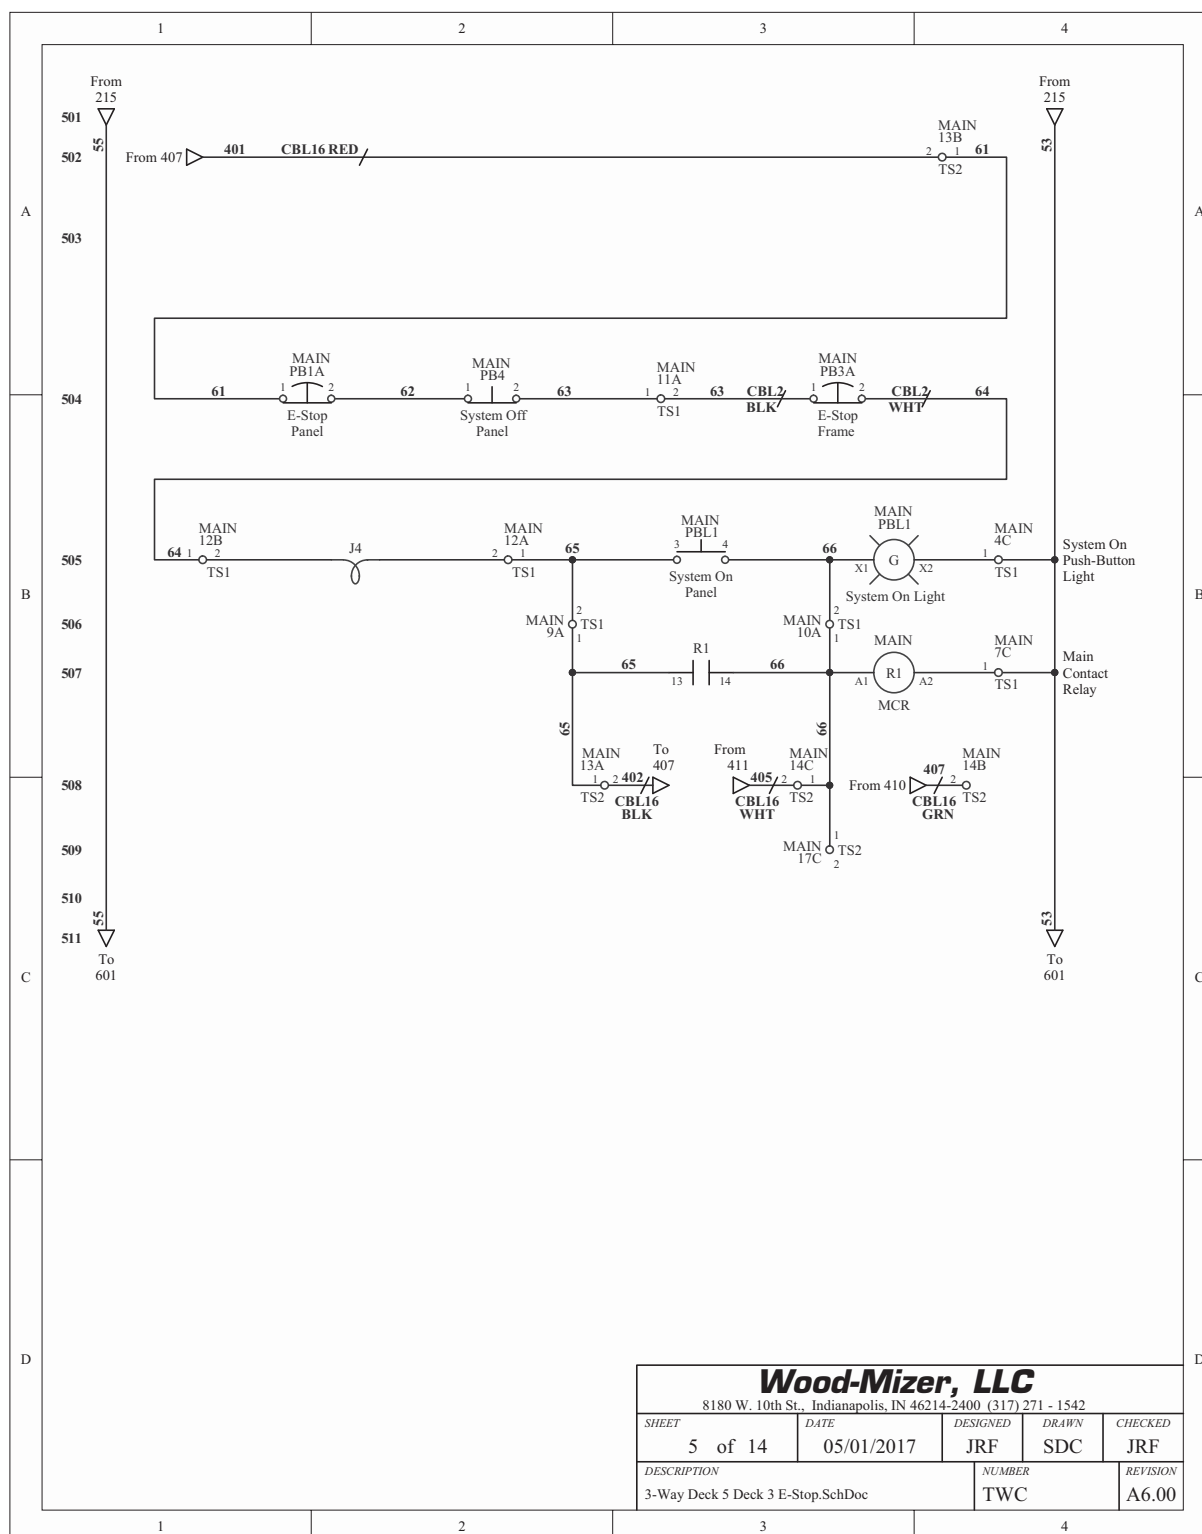 1 2 3 4
From
215
From
215
501
55
53
502
From 407
401
CBL16 RED
MAIN
13B
2 1
61
TS2
A
A
503
504
61
MAIN
PB1A
1 2
E-Stop
Panel
62
MAIN
PB4
1 2
System Off
Panel
63
MAIN
11A
1 2
TS1
63
CBL2
BLK
MAIN
PB3A
1 2
E-Stop
Frame
CBL2
WHT
64
505
64
MAIN
12B
1 2
TS1
J4
MAIN
12A
2 1
TS1
65
MAIN
PBL1
3 4
System On
Panel
66
MAIN
PBL1
X1 G X2
System On Light
MAIN
4C
1
TS1
System On
Push-Button
Light
B
B
506
MAIN
9A
2
TS1
1
MAIN
10A
2
TS1
1
507
65
R1
13 14
66
MAIN
A1 R1 A2
MCR
MAIN
7C
1
TS1
Main
Contact
Relay
65
66
508
MAIN
13A
1 2
TS2
402
CBL16
BLK
To
407
From
411
405
CBL16
WHT
MAIN
14C
2 1
TS2
From 410
407
CBL16
GRN
MAIN
14B
2
TS2
509
MAIN
17C
1
TS2
2
510
511
55
53
To
601
To
601
C
C
D
D
Wood-Mizer, LLC
8180 W. 10th St., Indianapolis, IN 46214-2400 (317) 271 - 1542
SHEET DATE DESIGNED DRAWN CHECKED
5 of 14 05/01/2017 JRF SDC JRF
DESCRIPTION NUMBER REVISION
3-Way Deck 5 Deck 3 E-Stop.SchDoc TWC A6.00
1 2 3 4